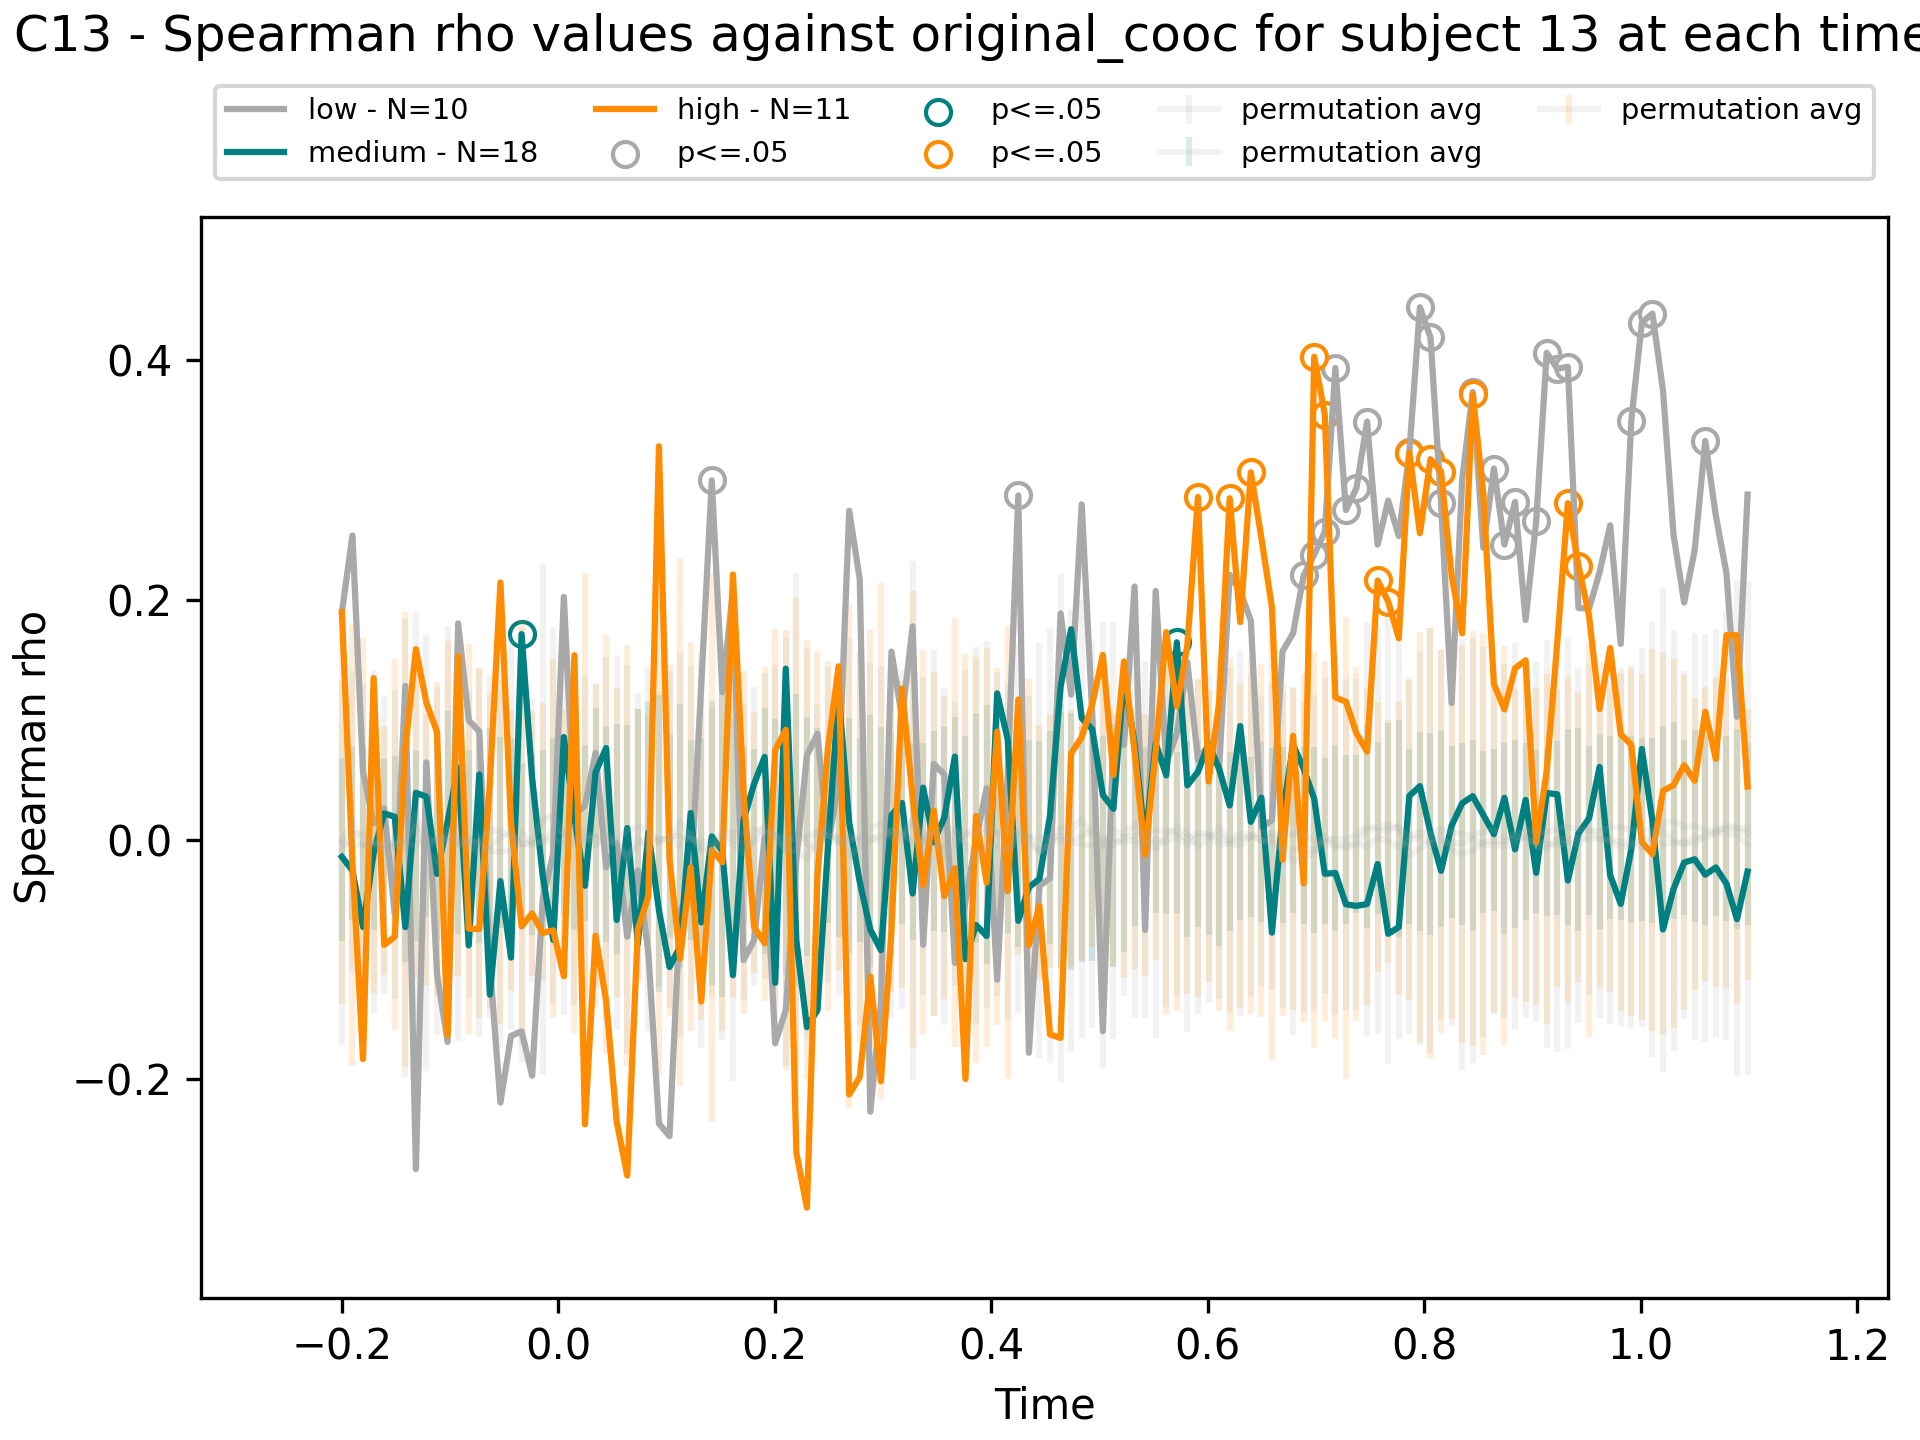 C13 - Spearman rho values against original_cooc for subject 13 at each time
low - N=10
medium - N=18
high - N=11
p<=.05
p<=.05
p<=.05
permutation avg
permutation avg
permutation avg
Spearman rho
0.4
0.2
0.0
−0.2
−0.2 0.0 0.2 0.4 0.6 0.8 1.0 1.2
Time